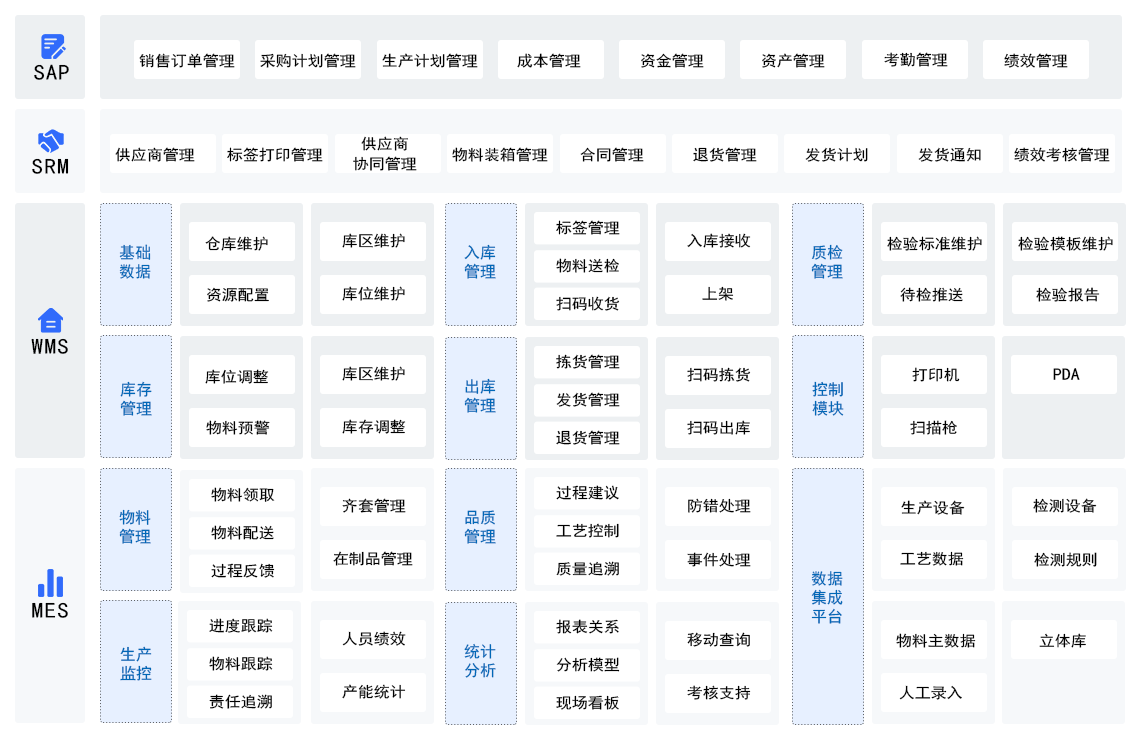 SAP
销售订单管理
采购计划管理
生产计划管理
成本管理
资金管理
资产管理
考勤管理
绩效管理
SRM
供应商管理
标签打印管理
供应商
协同管理
物料装箱管理
合同管理
退货管理
发货计划
发货通知
绩效考核管理
WMS
基础
数据
仓库维护
资源配置
库区维护
库位维护
入库
管理
标签管理
物料送检
扫码收货
入库接收
上架
质检
管理
检验标准维护
待检推送
检验模板维护
检验报告
库存
管理
库位调整
物料预警
库区维护
库存调整
出库
管理
拣货管理
发货管理
退货管理
扫码拣货
扫码出库
控制
模块
打印机
扫描枪
PDA
MES
物料
管理
物料领取
物料配送
过程反馈
齐套管理
在制品管理
品质
管理
过程建议
工艺控制
质量追溯
防错处理
事件处理
数据
集成
平台
生产设备
工艺数据
检测设备
检测规则
生产
监控
进度跟踪
物料跟踪
责任追溯
人员绩效
产能统计
统计
分析
报表关系
分析模型
现场看板
移动查询
考核支持
物料主数据
人工录入
立体库